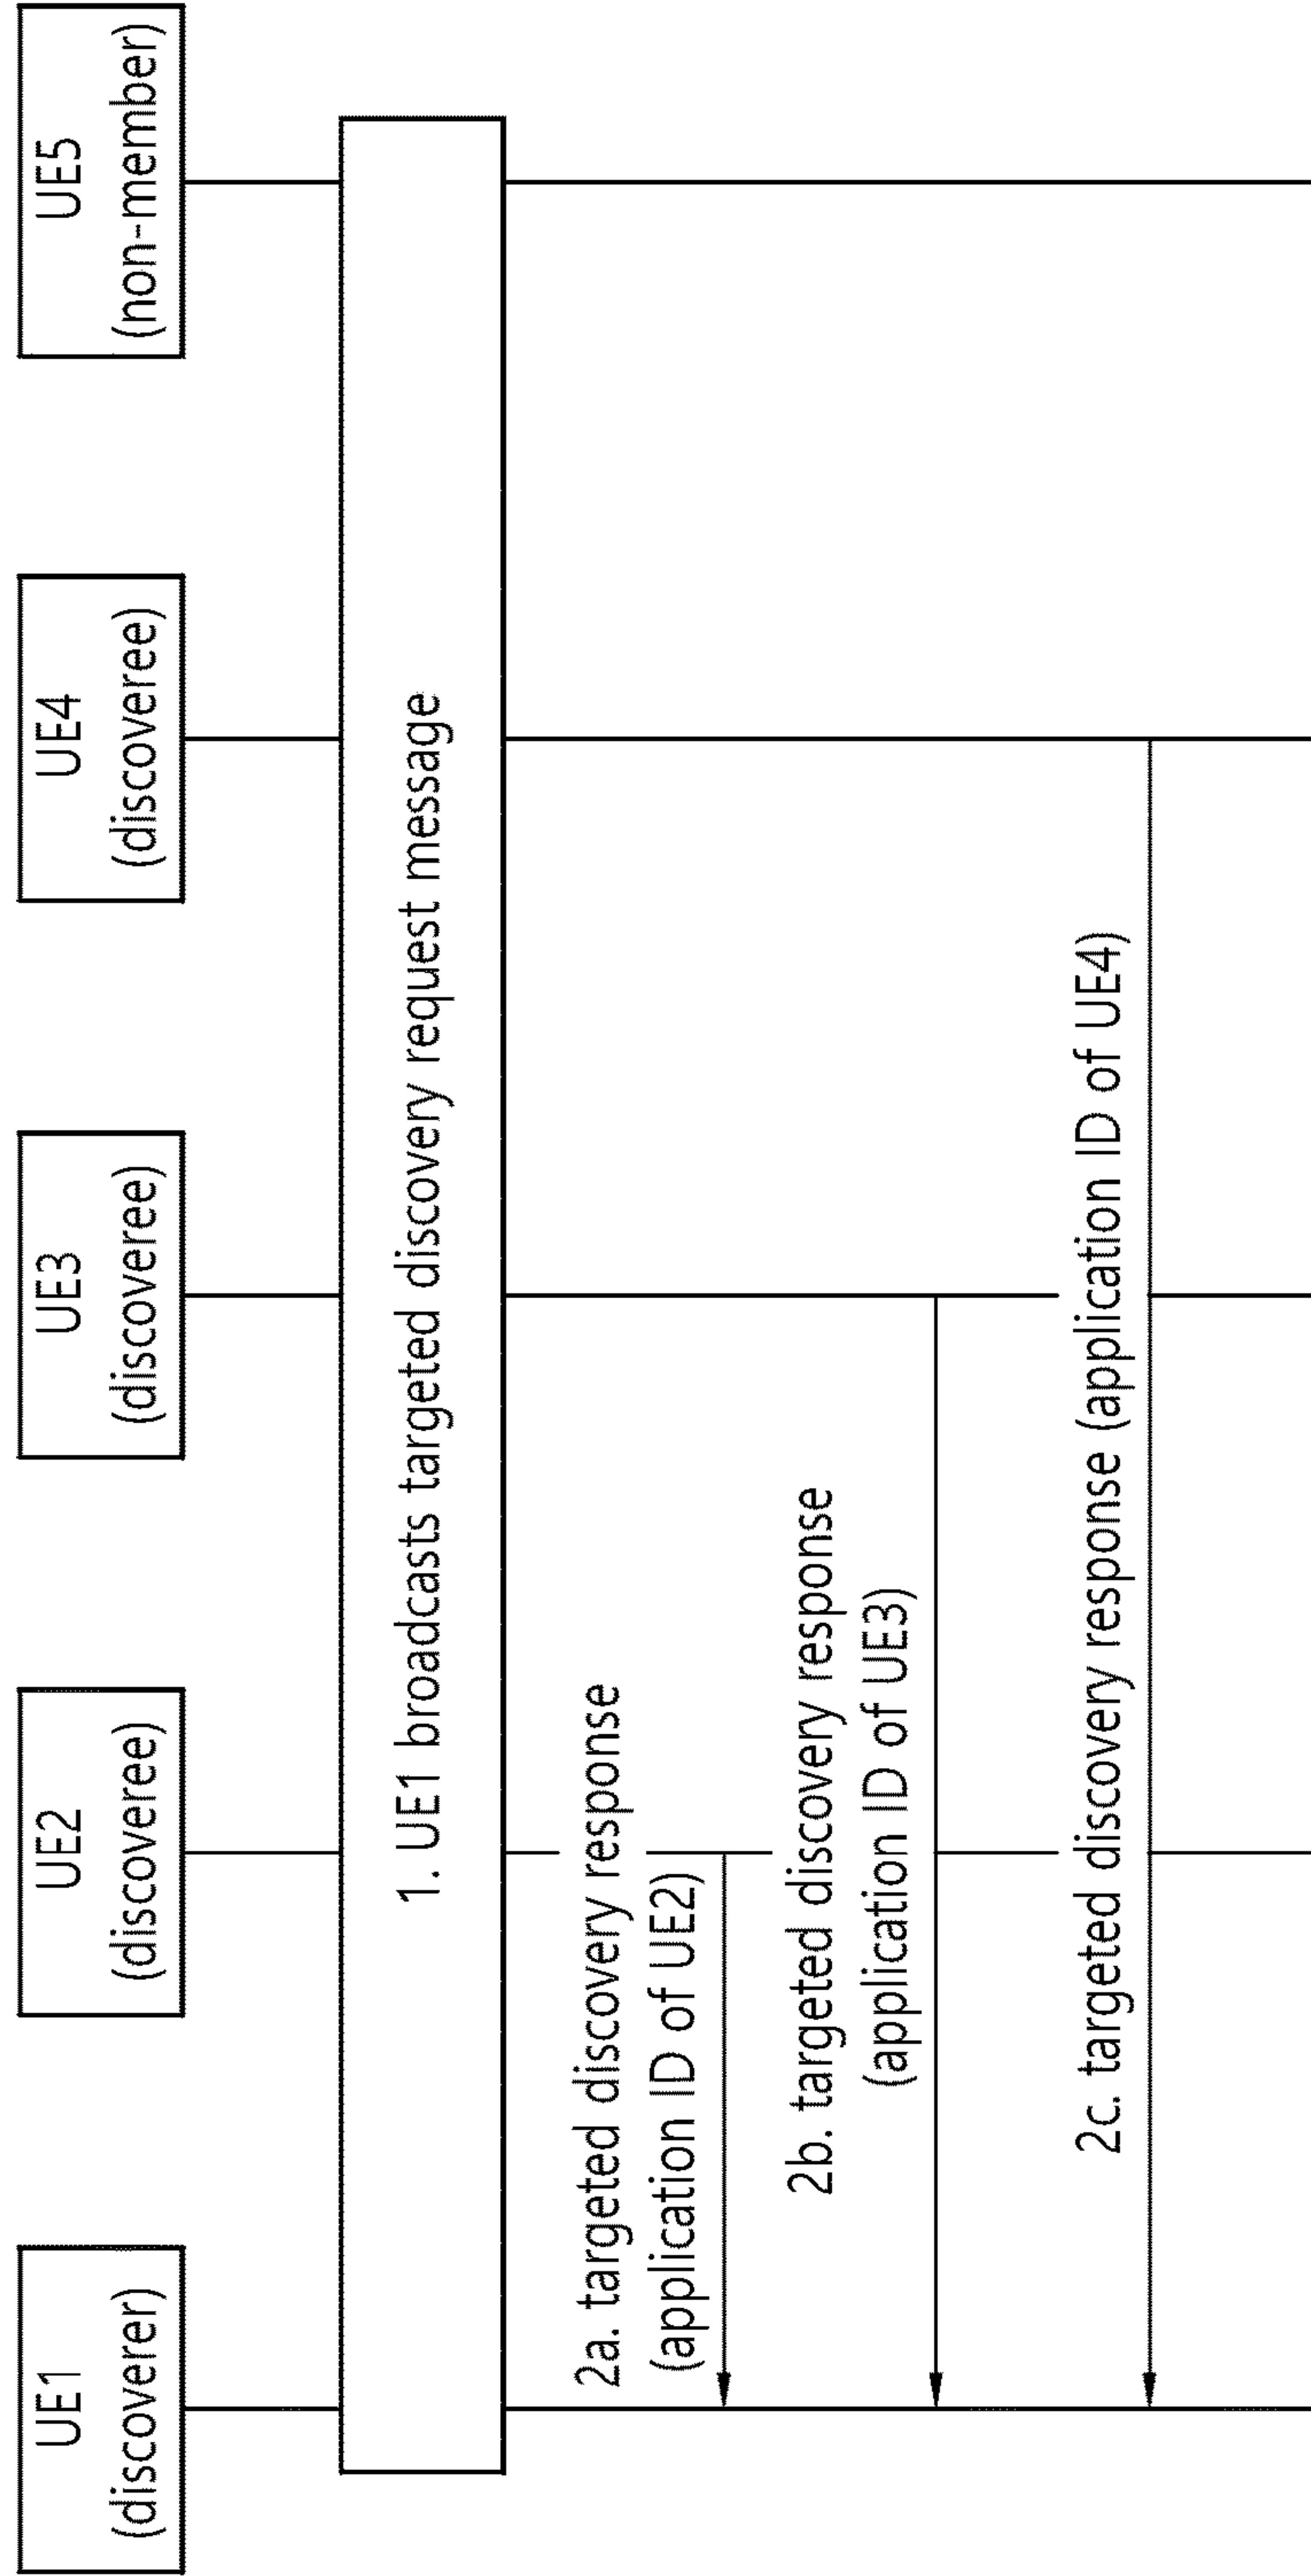 UE1
(discoverer)
UE2
(discoveree)
UE3
(discoveree)
UE4
(discoveree)
UE5
(non-member)
1. UE1 broadcasts targeted discovery request message
2a. targeted discovery response
(application ID of UE2)
2b. targeted discovery response
(application ID of UE3)
2c. targeted discovery response (application ID of UE4)